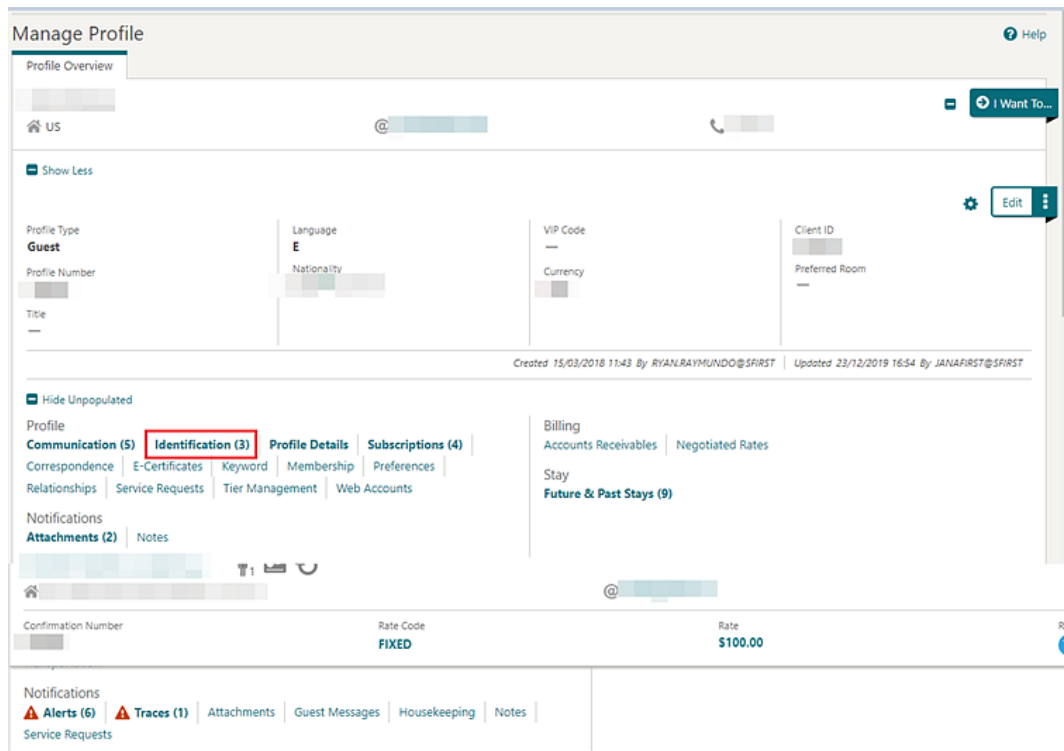 Manage Profile
Help
Profile Overview
I Want To...
US
@
Show Less
Edit
Profile Type
Guest
Language
E
VIP Code
—
Client ID
Profile Number
Nationality
Currency
Preferred Room
—
Title
—
Created 15/03/2018 11:43 By RYAN.RAYMUNDO@SFIRST Updated 23/12/2019 16:54 By JANAFIRST@SFIRST
Hide Unpopulated
Profile
Communication (5) Identification (3) Profile Details Subscriptions (4)
Correspondence E-Certificates Keyword Membership Preferences
Relationships Service Requests Tier Management Web Accounts
Billing
Accounts Receivables Negotiated Rates
Stay
Future & Past Stays (9)
Notifications
Attachments (2) Notes
1
@
Confirmation Number
Rate Code
FIXED
Rate
$100.00
Notifications
Alerts (6) Traces (1) Attachments Guest Messages Housekeeping Notes
Service Requests